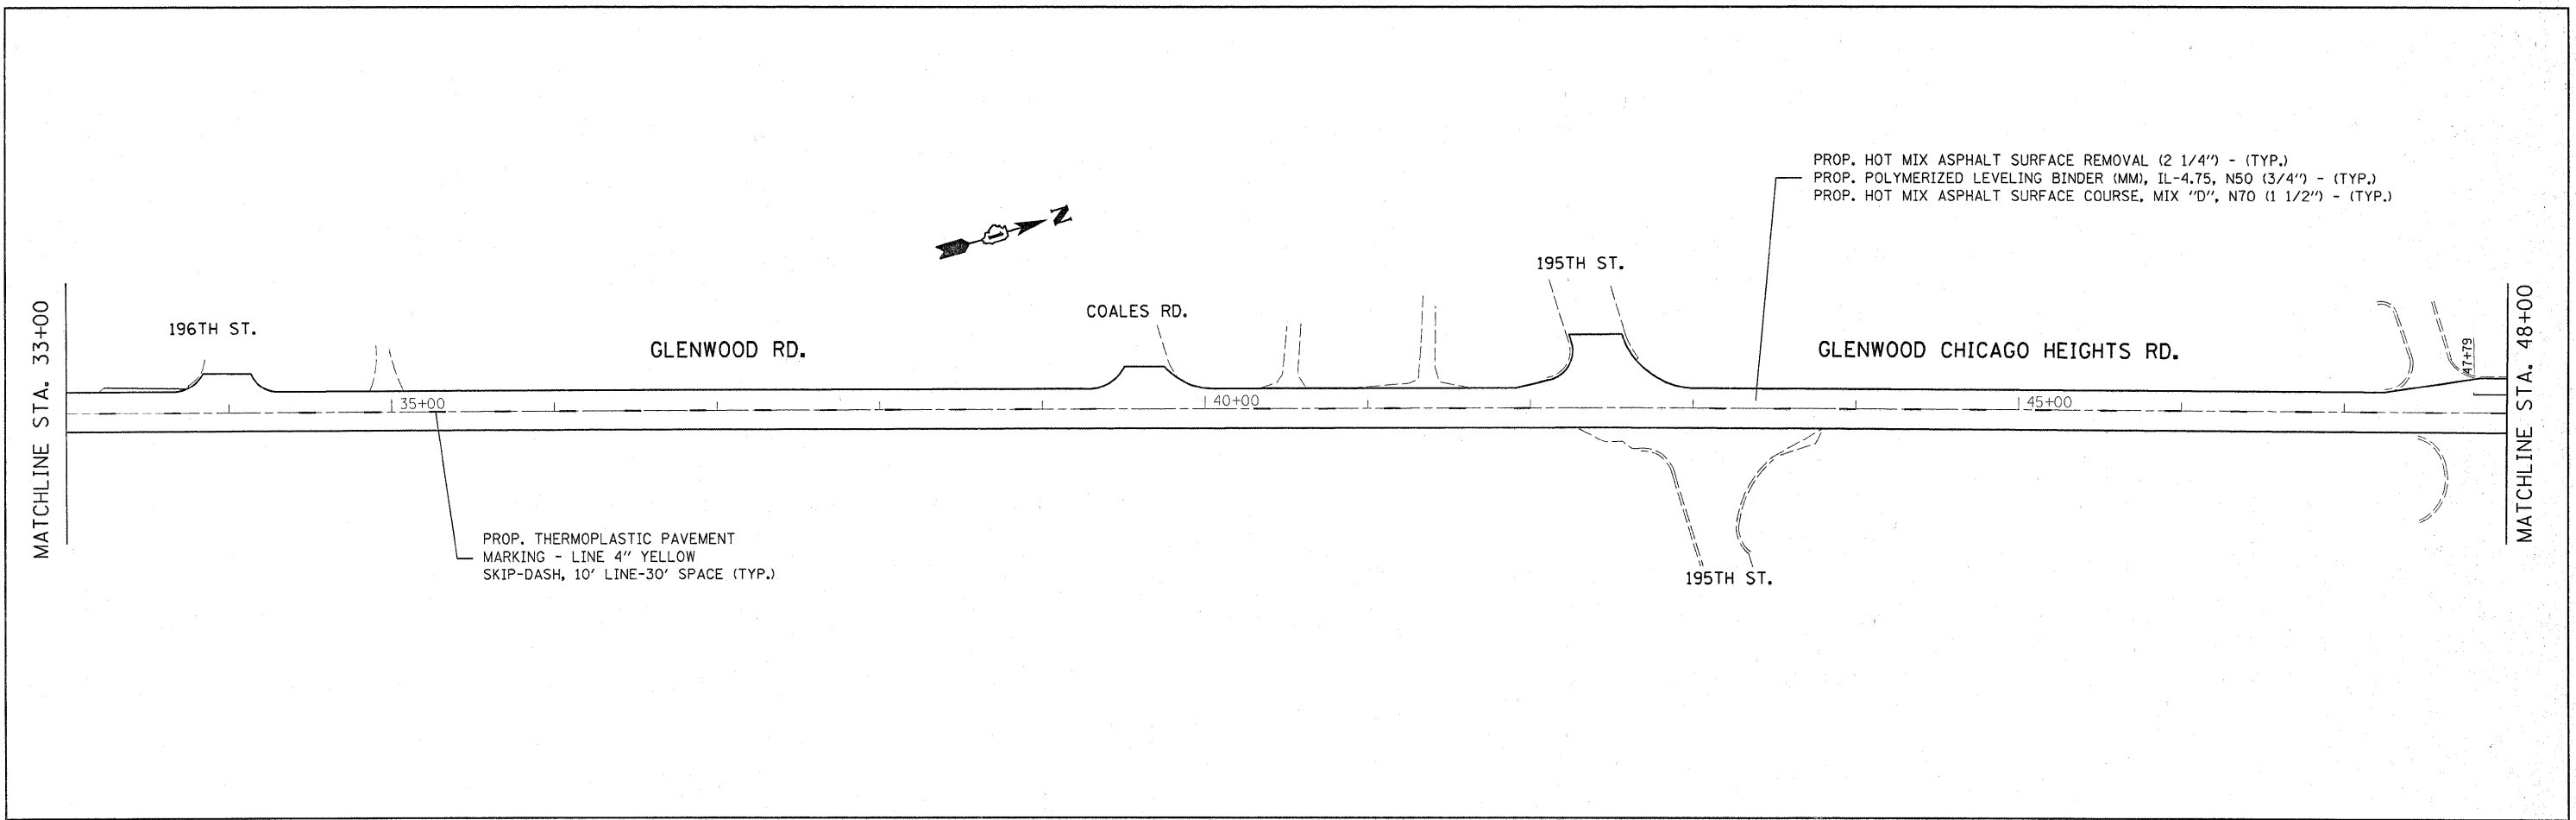 PROP. HOT MIX ASPHALT SURFACE REMOVAL (2 1/4") - (TYP.)
PROP. POLYMERIZED LEVELING BINDER (MM), IL-4.75, N50 (3/4") - (TYP.)
PROP. HOT MIX ASPHALT SURFACE COURSE, MIX "D", N70 (1 1/2") - (TYP.)
N
195TH ST.
COALES RD.
196TH ST.
GLENWOOD RD.
GLENWOOD CHICAGO HEIGHTS RD.
47+79
MATCHLINE STA. 33+00
MATCHLINE STA. 48+00
35+00
40+00
45+00
PROP. THERMOPLASTIC PAVEMENT
MARKING - LINE 4" YELLOW
SKIP-DASH, 10' LINE-30' SPACE (TYP.)
195TH ST.